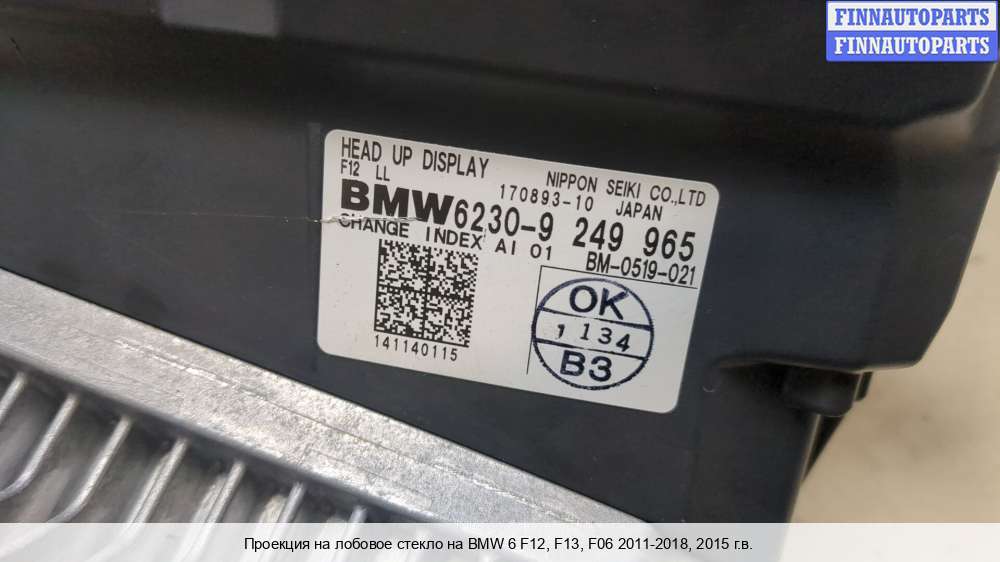 FINNAUTOPARTS
FINNAUTOPARTS
HEAD UP DISPLAY
NIPPON SEIKI CO.,LTD
F12 LL
170893-10 JAPAN
BMW6230-9 249 965
CHANGE INDEX AI 01
BM-0519-021
OK
1 134
B3
141140115
Проекция на лобовое стекло на BMW 6 F12, F13, F06 2011-2018, 2015 г.в.